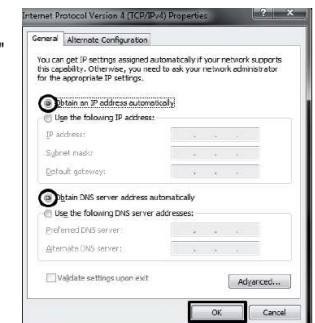 Internet Protocol Version 4 (TCP/IPv4) Properties
"
General
Alternate Configuration
You can get IP settings assigned automatically if your network supports
this capability. Otherwise, you need to ask your network administrator
for the appropriate IP settings.
Obtain an IP address automatically
Use the following IP address:
IP address:
Subnet mask:
Default gateway:
Obtain DNS server address automatically
Use the following DNS server addresses:
Preferred DNS server:
Alternate DNS server:
Validate settings upon exit
Advanced...
OK
Cancel